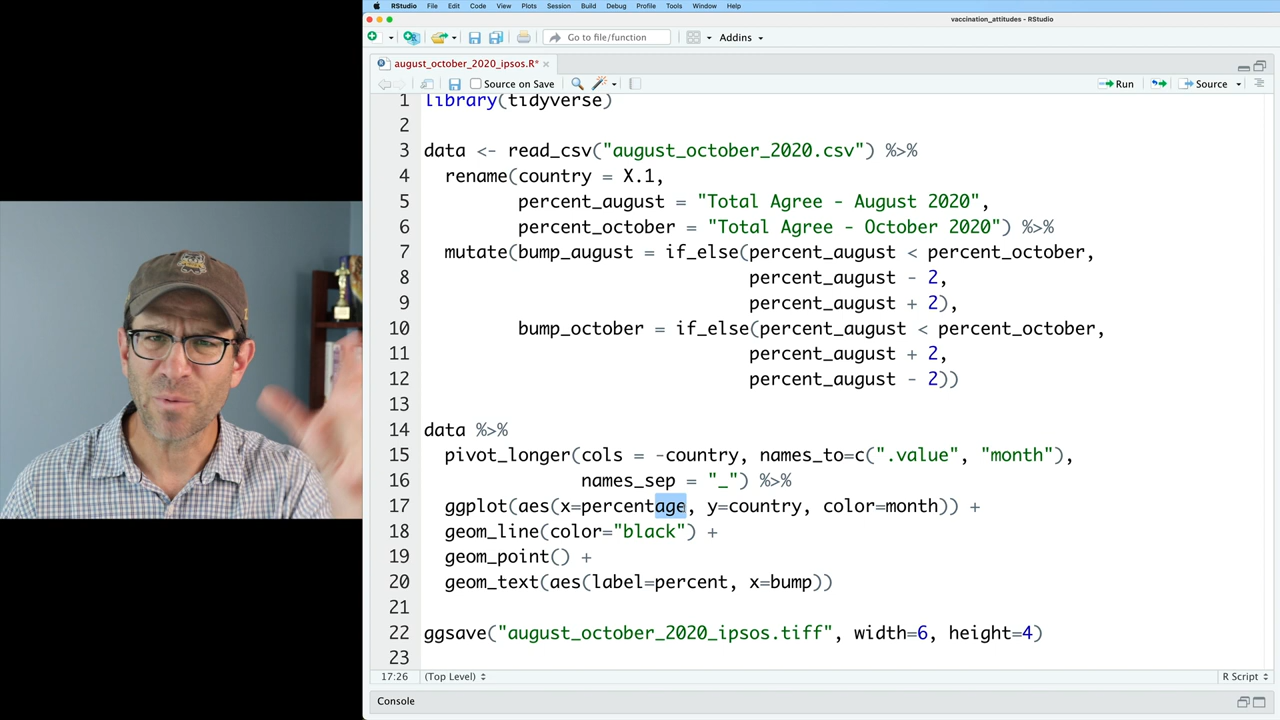 RStudio File Edit Code View Plots Session Build Debug Profile Tools Window Help
vaccination_attitudes - RStudio
Go to file/function Addins
august_october_2020_ipsos.R*
Source on Save Run Source
1 library(tidyverse)
2
3 data <- read_csv("august_october_2020.csv") %>%
4 rename(country = X.1,
5 percent_august = "Total Agree - August 2020",
6 percent_october = "Total Agree - October 2020") %>%
7 mutate(bump_august = if_else(percent_august < percent_october,
8 percent_august - 2,
9 percent_august + 2),
10 bump_october = if_else(percent_august < percent_october,
11 percent_august + 2,
12 percent_august - 2))
13
14 data %>%
15 pivot_longer(cols = -country, names_to=c(".value", "month"),
16 names_sep = "_") %>%
17 ggplot(aes(x=percentage, y=country, color=month)) +
18 geom_line(color="black") +
19 geom_point() +
20 geom_text(aes(label=percent, x=bump))
21
22 ggsave("august_october_2020_ipsos.tiff", width=6, height=4)
23
17:26 (Top Level) R Script
Console